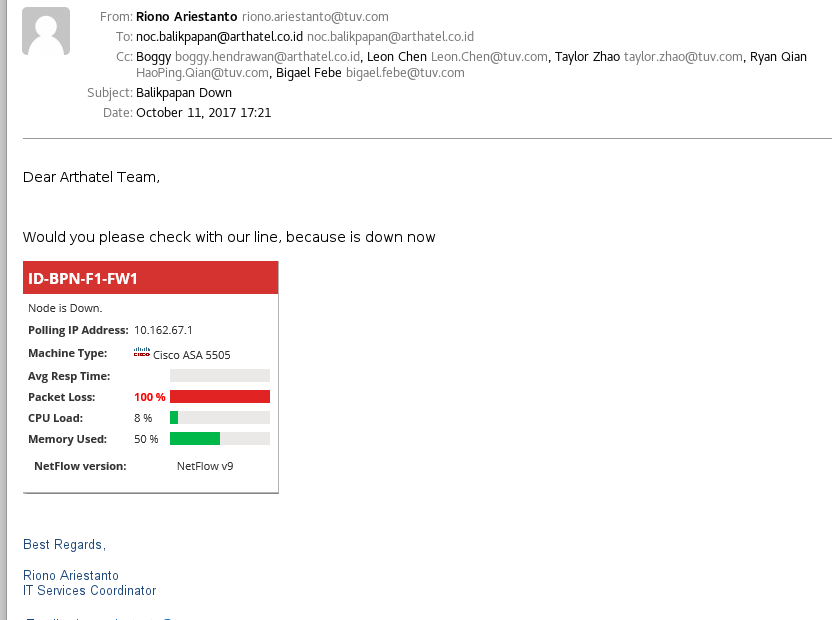 From: Riono Ariestanto riono.ariestanto@tuv.com
To: noc.balikpapan@arthatel.co.id noc.balikpapan@arthatel.co.id
Cc: Boggy boggy.hendrawan@arthatel.co.id, Leon Chen Leon.Chen@tuv.com, Taylor Zhao taylor.zhao@tuv.com, Ryan Qian
HaoPing.Qian@tuv.com, Bigael Febe bigael.febe@tuv.com
Subject: Balikpapan Down
Date: October 11, 2017 17:21
Dear Arthatel Team,
Would you please check with our line, because is down now
ID-BPN-F1-FW1
Node is Down.
Polling IP Address: 10.162.67.1
Machine Type: CISCO Cisco ASA 5505
Avg Resp Time:
Packet Loss: 100 %
CPU Load: 8 %
Memory Used: 50 %
NetFlow version: NetFlow v9
Best Regards,
Riono Ariestanto
IT Services Coordinator